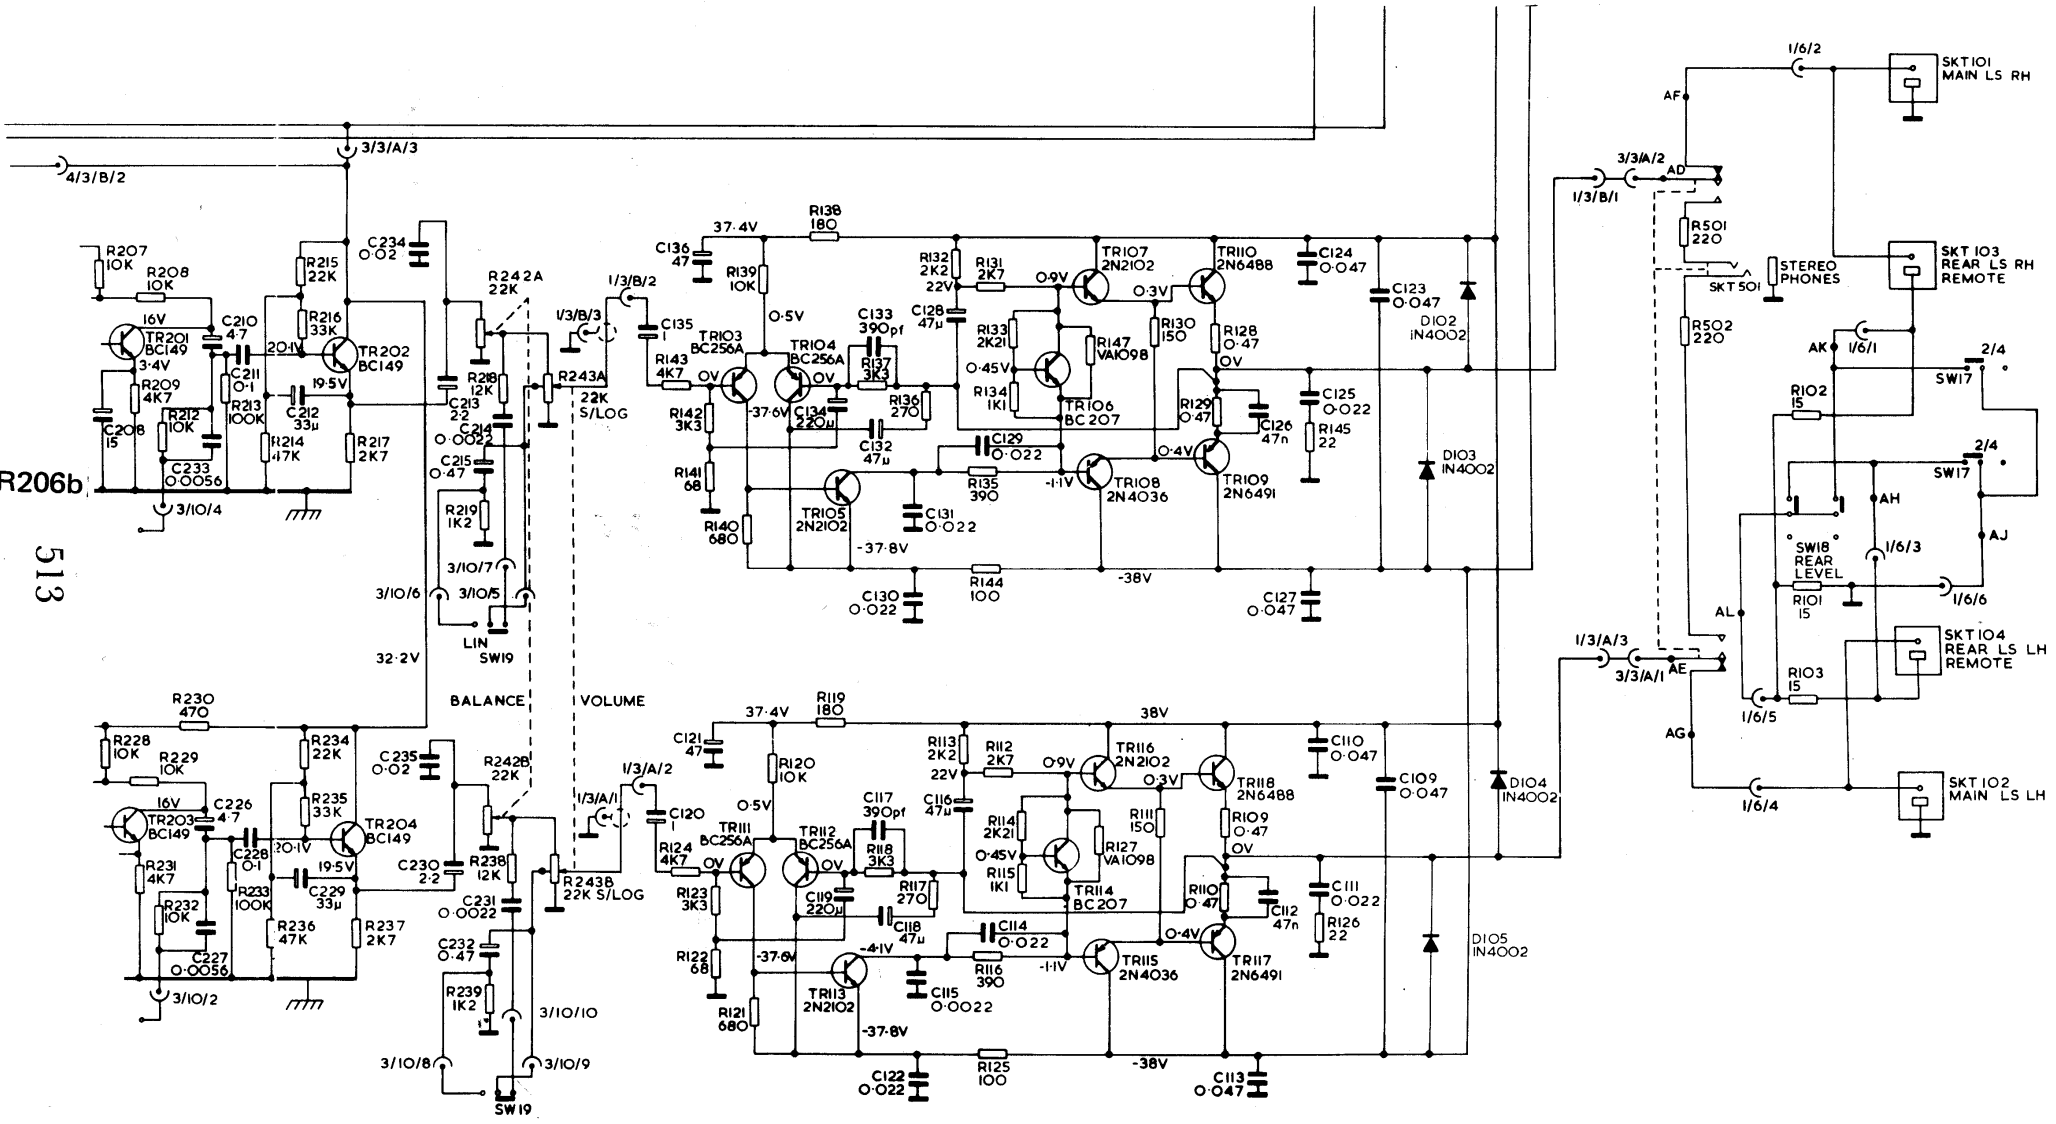 1/6/2
SKT IO1
MAIN LS RH
AF
3/3/A/3
4/3/B/2
3/3/A/2
AD
1/3/B/1
R207
10K
R208
10K
R215
22K
C234
0·02
R242A
22K
1/3/B/2
C136
47
37·4V
R138
180
R139
10K
R132
2K2
R131
2K7
22V
0·9V
TR107
2N2102
TR110
2N6488
C124
0·047
R501
220
SKT 103
REAR LS RH
REMOTE
STEREO
PHONES
SKT 501
16V
TR201
BC149
3·4V
C210
4·7
R216
33K
20·1V
TR202
BC149
19·5V
C211
0·1
R209
4K7
C208
15
R212
10K
R213
100K
C212
33µ
R214
47K
R217
2K7
C233
0·0056
R206b
3/10/4
1/3/B/3
C135
1
R143
4K7
TR103
BC256A
0·5V
TR104
BC256A
C133
390pf
R137
3K3
C128
47µ
R133
2K21
0·3V
R130
150
R128
0·47
C123
0·047
D102
IN4002
R502
220
1/6/1
AK
2/4
SW17
R218
12K
R243A
22K
S/LOG
C213
2·2
C214
0·0022
C215
0·47
R219
1K2
0V
0V
R142
3K3
-37·6V
C134
220µ
R136
270
C132
47µ
0·45V
R134
1K1
R147
VA1098
TR106
BC207
0V
R129
0·47
C126
47n
C125
0·022
R145
22
R102
15
R141
68
R140
680
TR105
2N2102
C129
0·022
R135
390
-1·1V
0·4V
TR108
2N4036
TR109
2N6491
D103
IN4002
2/4
SW17
C131
0·022
-37·8V
AH
AJ
SW18
REAR
LEVEL
1/6/3
513
3/10/7
3/10/6
3/10/5
LIN
SW19
C130
0·022
R144
100
-38V
C127
0·047
AL
R101
15
1/6/6
32·2V
1/3/A/3
3/3/A/1
AE
SKT 104
REAR LS LH
REMOTE
R103
15
1/6/5
BALANCE
VOLUME
R230
470
R228
10K
R229
10K
R234
22K
C235
0·02
R242B
22K
1/3/A/2
1/3/A/1
C121
47
37·4V
R119
180
38V
R120
10K
R113
2K2
R112
2K7
22V
0·9V
TR116
2N2102
0·3V
TR118
2N6488
C110
0·047
C109
0·047
D104
IN4002
AG
1/6/4
SKT 102
MAIN LS LH
16V
TR203
BC149
C226
4·7
R235
33K
TR204
BC149
C228
0·1
20·1V
19·5V
R231
4K7
R233
100K
C229
33µ
C230
2·2
R238
12K
C231
0·0022
R243B
22K S/LOG
R232
10K
R236
47K
R237
2K7
C232
0·47
C227
0·0056
3/10/2
R239
1K2
3/10/10
3/10/8
3/10/9
SW19
C120
1
R124
4K7
0·5V
TR111
BC256A
TR112
BC256A
C117
390pf
R118
3K3
C116
47µ
R114
2K21
R111
150
R109
0·47
0V
0V
0V
R123
3K3
C119
220µ
R117
270
C118
47µ
0·45V
R115
1K1
R127
VA1098
TR114
BC207
R110
0·47
C112
47n
C111
0·022
R126
22
R122
68
-37·6V
-4·1V
C114
0·022
R116
390
-1·1V
0·4V
TR115
2N4036
TR117
2N6491
D105
IN4002
R121
680
TR113
2N2102
C115
0·0022
-37·8V
C122
0·022
R125
100
-38V
C113
0·047